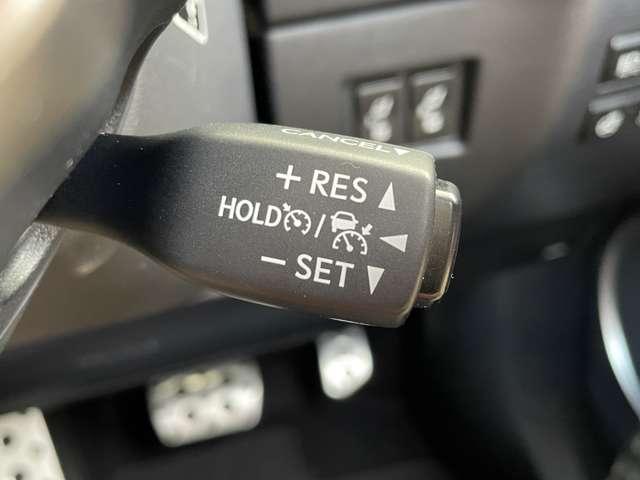 CANCEL▼
+ RES ▲
HOLD / ◀
− SET ▼